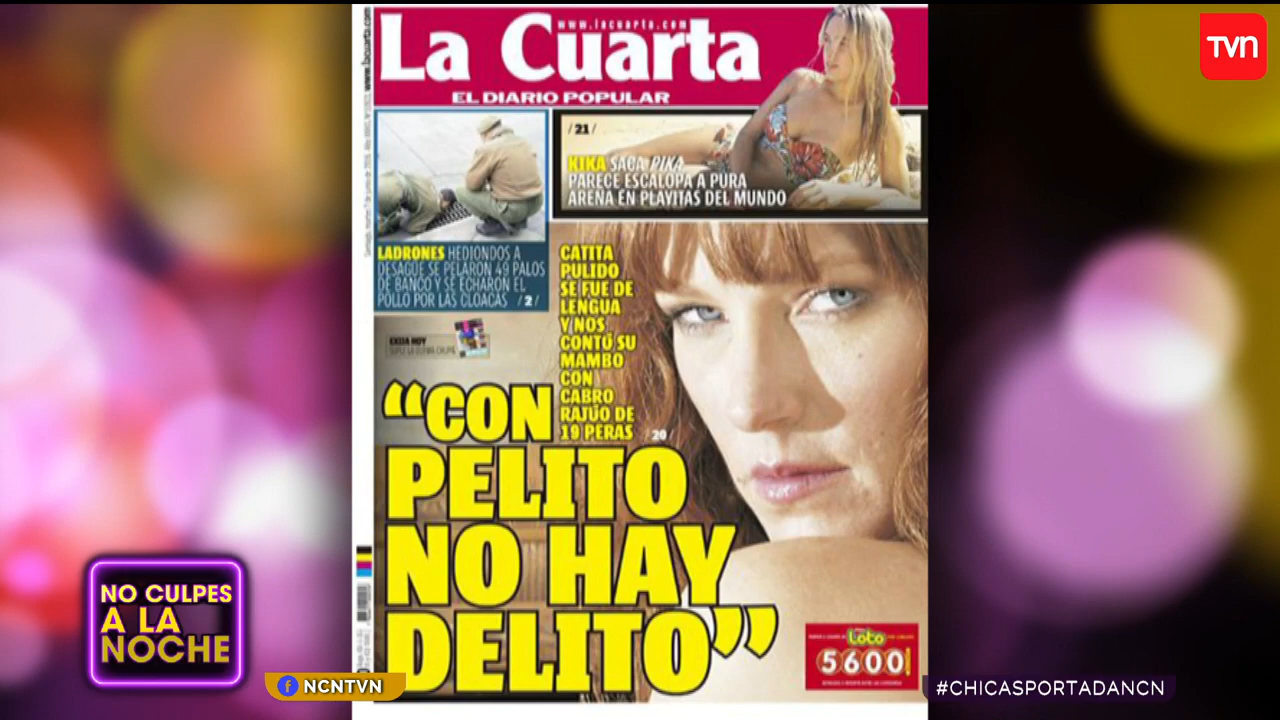 www.lacuarta.com
La Cuarta
EL DIARIO POPULAR
TVN
/ 21 /
KIKA SACA PIKA
PARECE ESCALOPA A PURA
ARENA EN PLAYITAS DEL MUNDO
LADRONES HEDIONDOS A
DESAGÜE SE PELARON 49 PALOS
DE BANCO Y SE ECHARON EL
POLLO POR LAS CLOACAS / 2 /
CATITA
PULIDO
SE FUE DE
LENGUA
Y NOS
CONTÓ SU
MAMBO
CON
CABRO
RAJÚO DE
19 PERAS / 20
EXIJA HOY
“CON
PELITO
NO HAY
DELITO”
Loto
5600!
NO CULPES
A LA
NOCHE
NCNTVN
#CHICASPORTADANCN